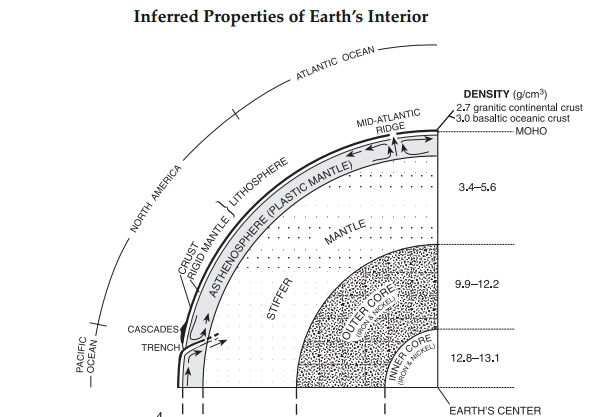 Inferred Properties of Earth's Interior
ATLANTIC OCEAN
DENSITY (g/cm³)
2.7 granitic continental crust
3.0 basaltic oceanic crust
MOHO
MID-ATLANTIC
RIDGE
NORTH AMERICA
LITHOSPHERE
CRUST
RIGID MANTLE
ASTHENOSPHERE (PLASTIC MANTLE)
3.4–5.6
MANTLE
STIFFER
9.9–12.2
OUTER CORE
(IRON & NICKEL)
CASCADES
TRENCH
PACIFIC
OCEAN
INNER CORE
(IRON & NICKEL)
12.8–13.1
EARTH'S CENTER